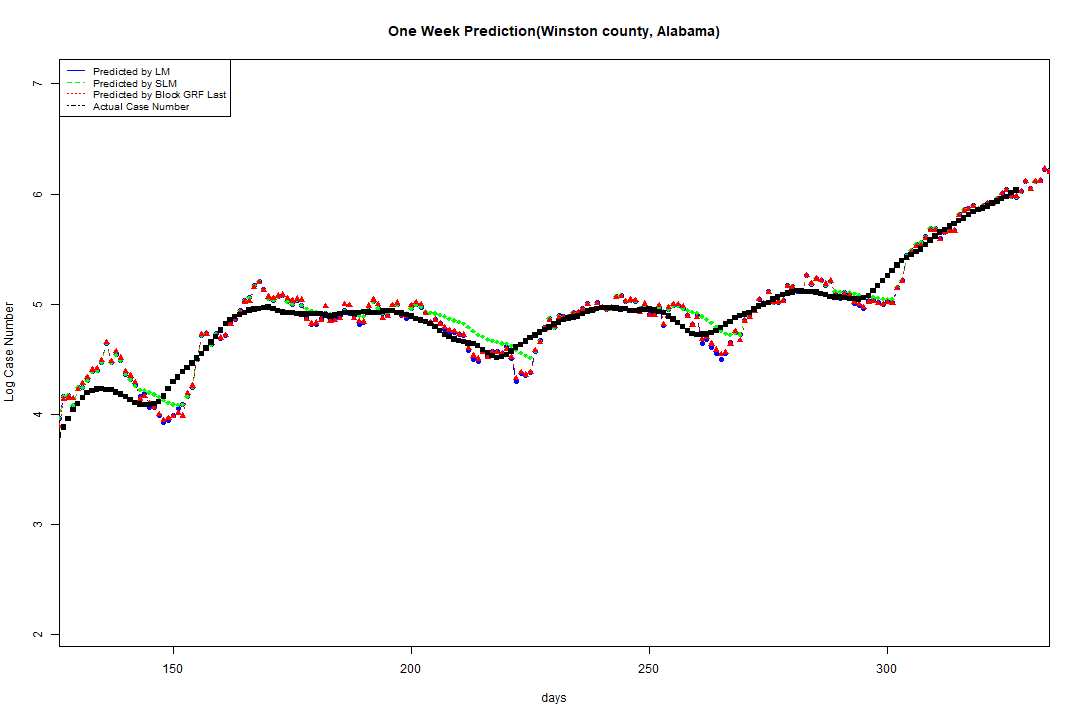 One Week Prediction(Winston county, Alabama)
Predicted by LM
Predicted by SLM
Predicted by Block GRF Last
Actual Case Number
Log Case Number
7
6
5
4
3
2
150 200 250 300
days